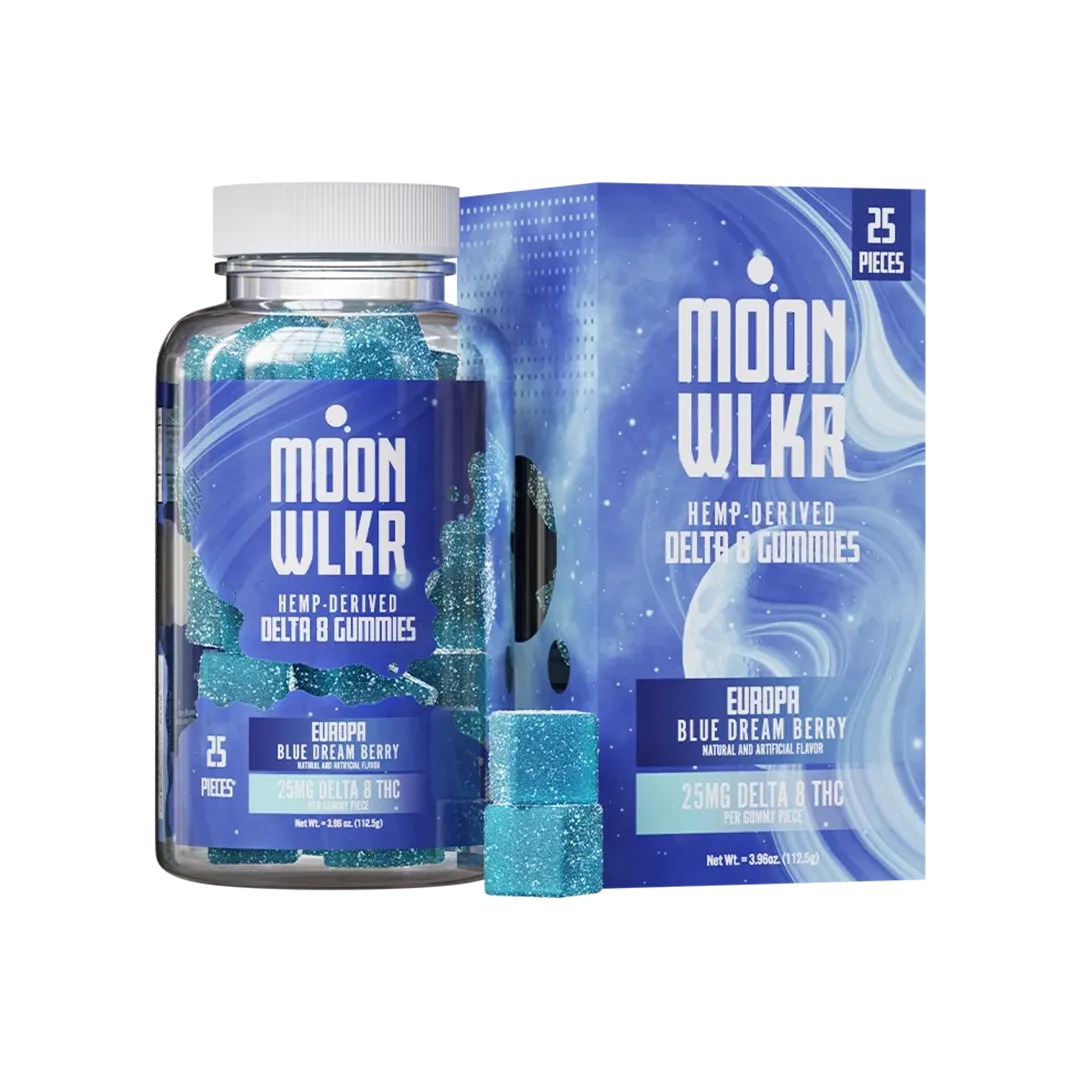 MOON
WLKR
HEMP-DERIVED
DELTA 8 GUMMIES
25
PIECES
EUROPA
BLUE DREAM BERRY
NATURAL AND ARTIFICIAL FLAVOR
25MG DELTA 8 THC
PER GUMMY PIECE
Net Wt. = 3.96 oz. (112.5g)
25
PIECES
MOON
WLKR
HEMP-DERIVED
DELTA 8 GUMMIES
EUROPA
BLUE DREAM BERRY
NATURAL AND ARTIFICIAL FLAVOR
25MG DELTA 8 THC
PER GUMMY PIECE
Net Wt. = 3.96oz. (112.5g)